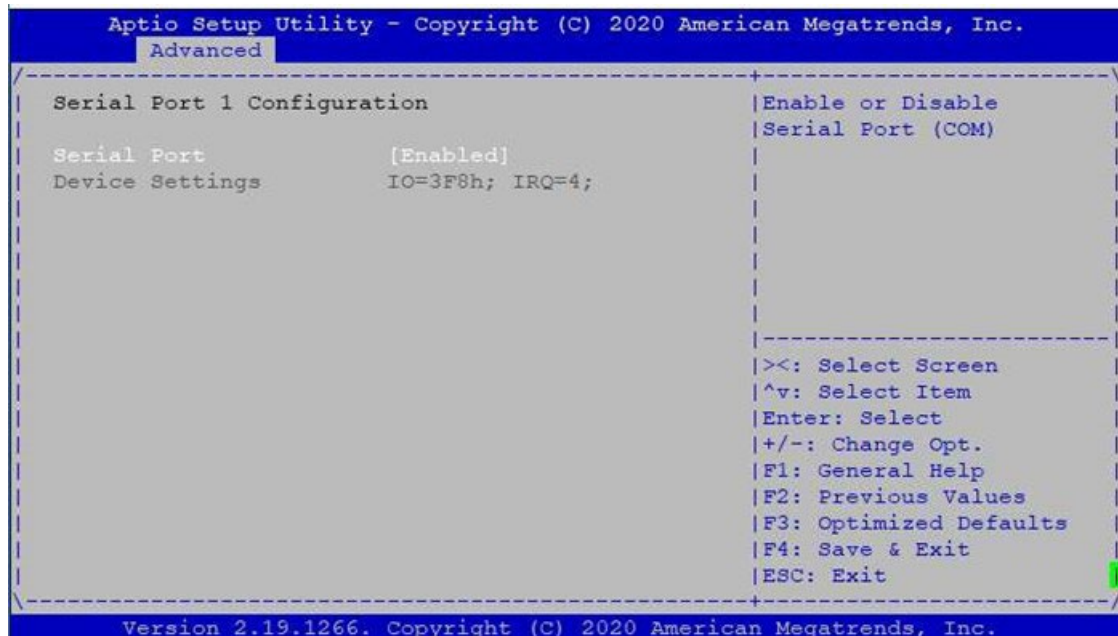 Aptio Setup Utility - Copyright (C) 2020 American Megatrends, Inc.
Advanced
Serial Port 1 Configuration
Serial Port [Enabled]
Device Settings IO=3F8h; IRQ=4;
Enable or Disable
Serial Port (COM)
><: Select Screen
^v: Select Item
Enter: Select
+/-: Change Opt.
F1: General Help
F2: Previous Values
F3: Optimized Defaults
F4: Save & Exit
ESC: Exit
Version 2.19.1266. Copyright (C) 2020 American Megatrends, Inc.